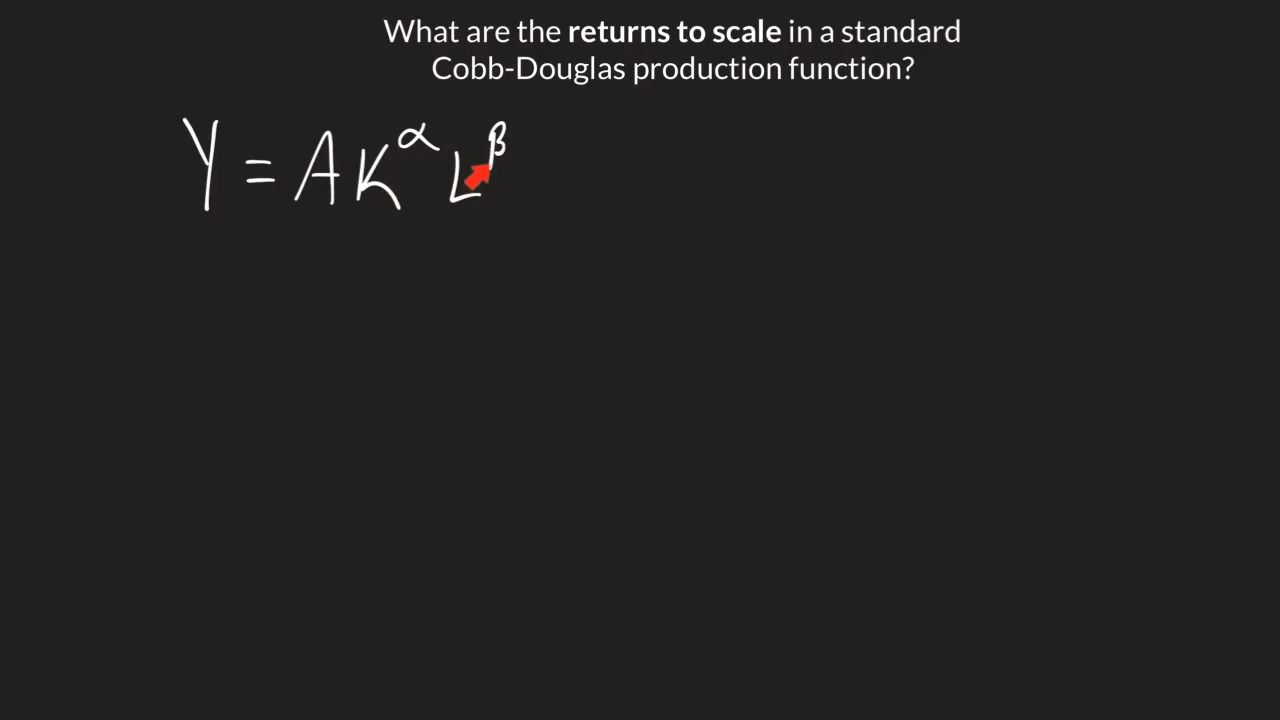 What are the returns to scale in a standard
Cobb-Douglas production function?
Y = AK^α L^β